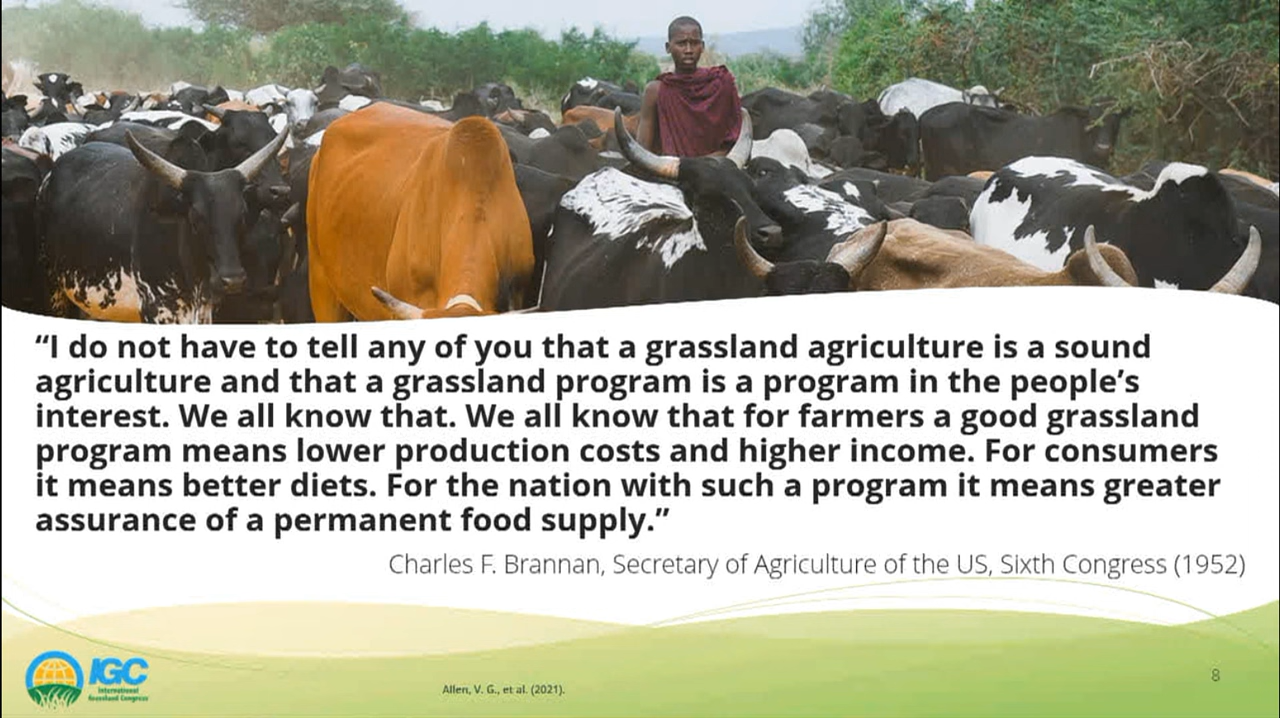 “I do not have to tell any of you that a grassland agriculture is a sound
agriculture and that a grassland program is a program in the people’s
interest. We all know that. We all know that for farmers a good grassland
program means lower production costs and higher income. For consumers
it means better diets. For the nation with such a program it means greater
assurance of a permanent food supply.”
Charles F. Brannan, Secretary of Agriculture of the US, Sixth Congress (1952)
IGC
International
Grassland Congress
Allen, V. G., et al. (2021).
8